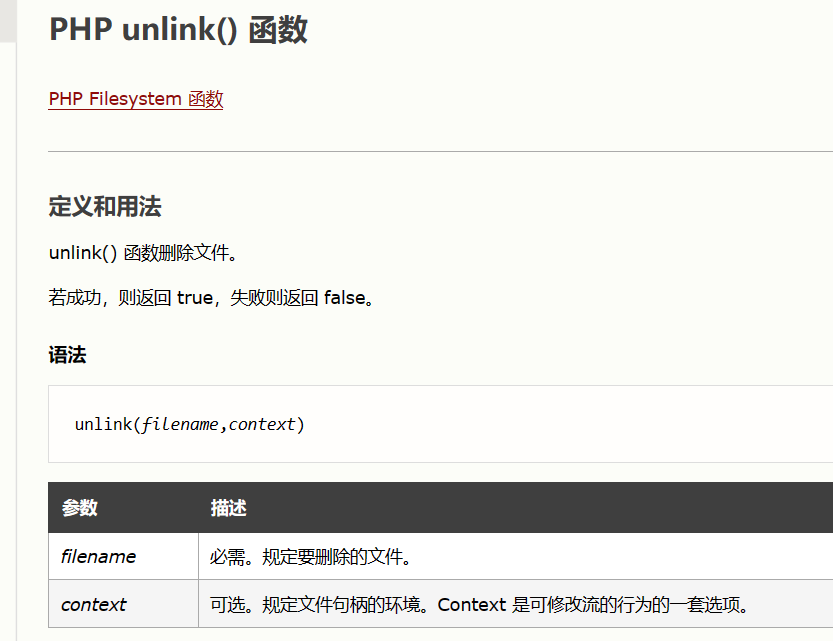 PHP unlink() 函数
PHP Filesystem 函数
定义和用法
unlink() 函数删除文件。
若成功，则返回 true，失败则返回 false。
语法
unlink(filename,context)
参数 描述
filename 必需。规定要删除的文件。
context 可选。规定文件句柄的环境。Context 是可修改流的行为的一套选项。